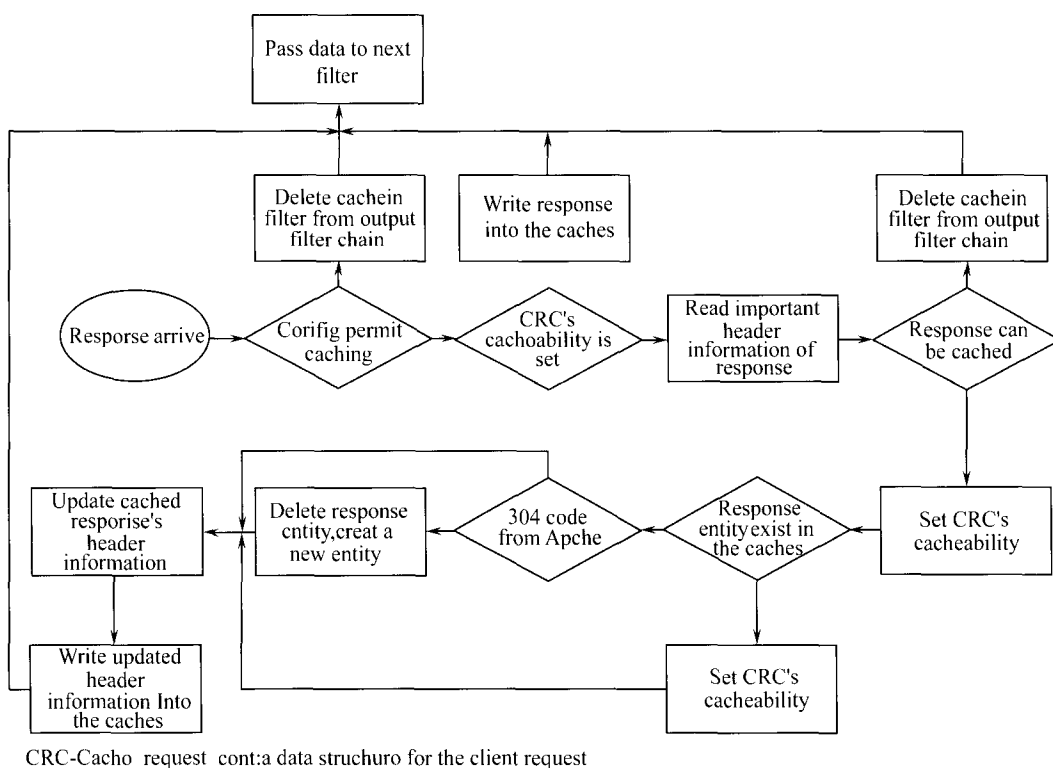 Pass data to next
filter
Delete cachein
filter from output
filter chain
Write response
into the caches
Delete cachein
filter from output
filter chain
Resporse arrive
Corifig permit
caching
CRC's
cachoability is
set
Read important
header
information of
response
Response can
be cached
Update cached
resporise's
header
information
Delete response
cntity,creat a
new entity
304 code
from Apche
Response
entity exist in
the caches
Set CRC's
cacheability
Write updated
header
information Into
the caches
Set CRC's
cacheability
CRC-Cacho request cont:a data struchuro for the client request